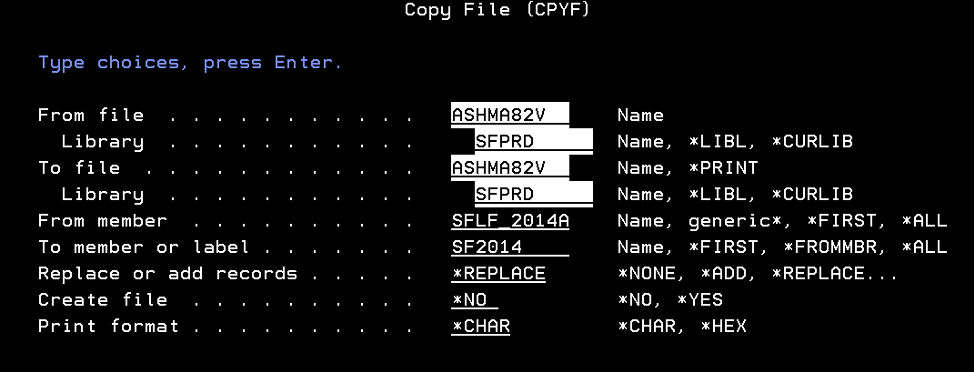 Copy File (CPYF)
Type choices, press Enter.
From file . . . . . . . . . . . ASHMA82V Name
Library . . . . . . . . . . . SFPRD Name, *LIBL, *CURLIB
To file . . . . . . . . . . . . ASHMA82V Name, *PRINT
Library . . . . . . . . . . . SFPRD Name, *LIBL, *CURLIB
From member . . . . . . . . . . SFLF_2014A Name, generic*, *FIRST, *ALL
To member or label . . . . . . . SF2014 Name, *FIRST, *FROMMBR, *ALL
Replace or add records . . . . . *REPLACE *NONE, *ADD, *REPLACE...
Create file . . . . . . . . . . *NO *NO, *YES
Print format . . . . . . . . . . *CHAR *CHAR, *HEX